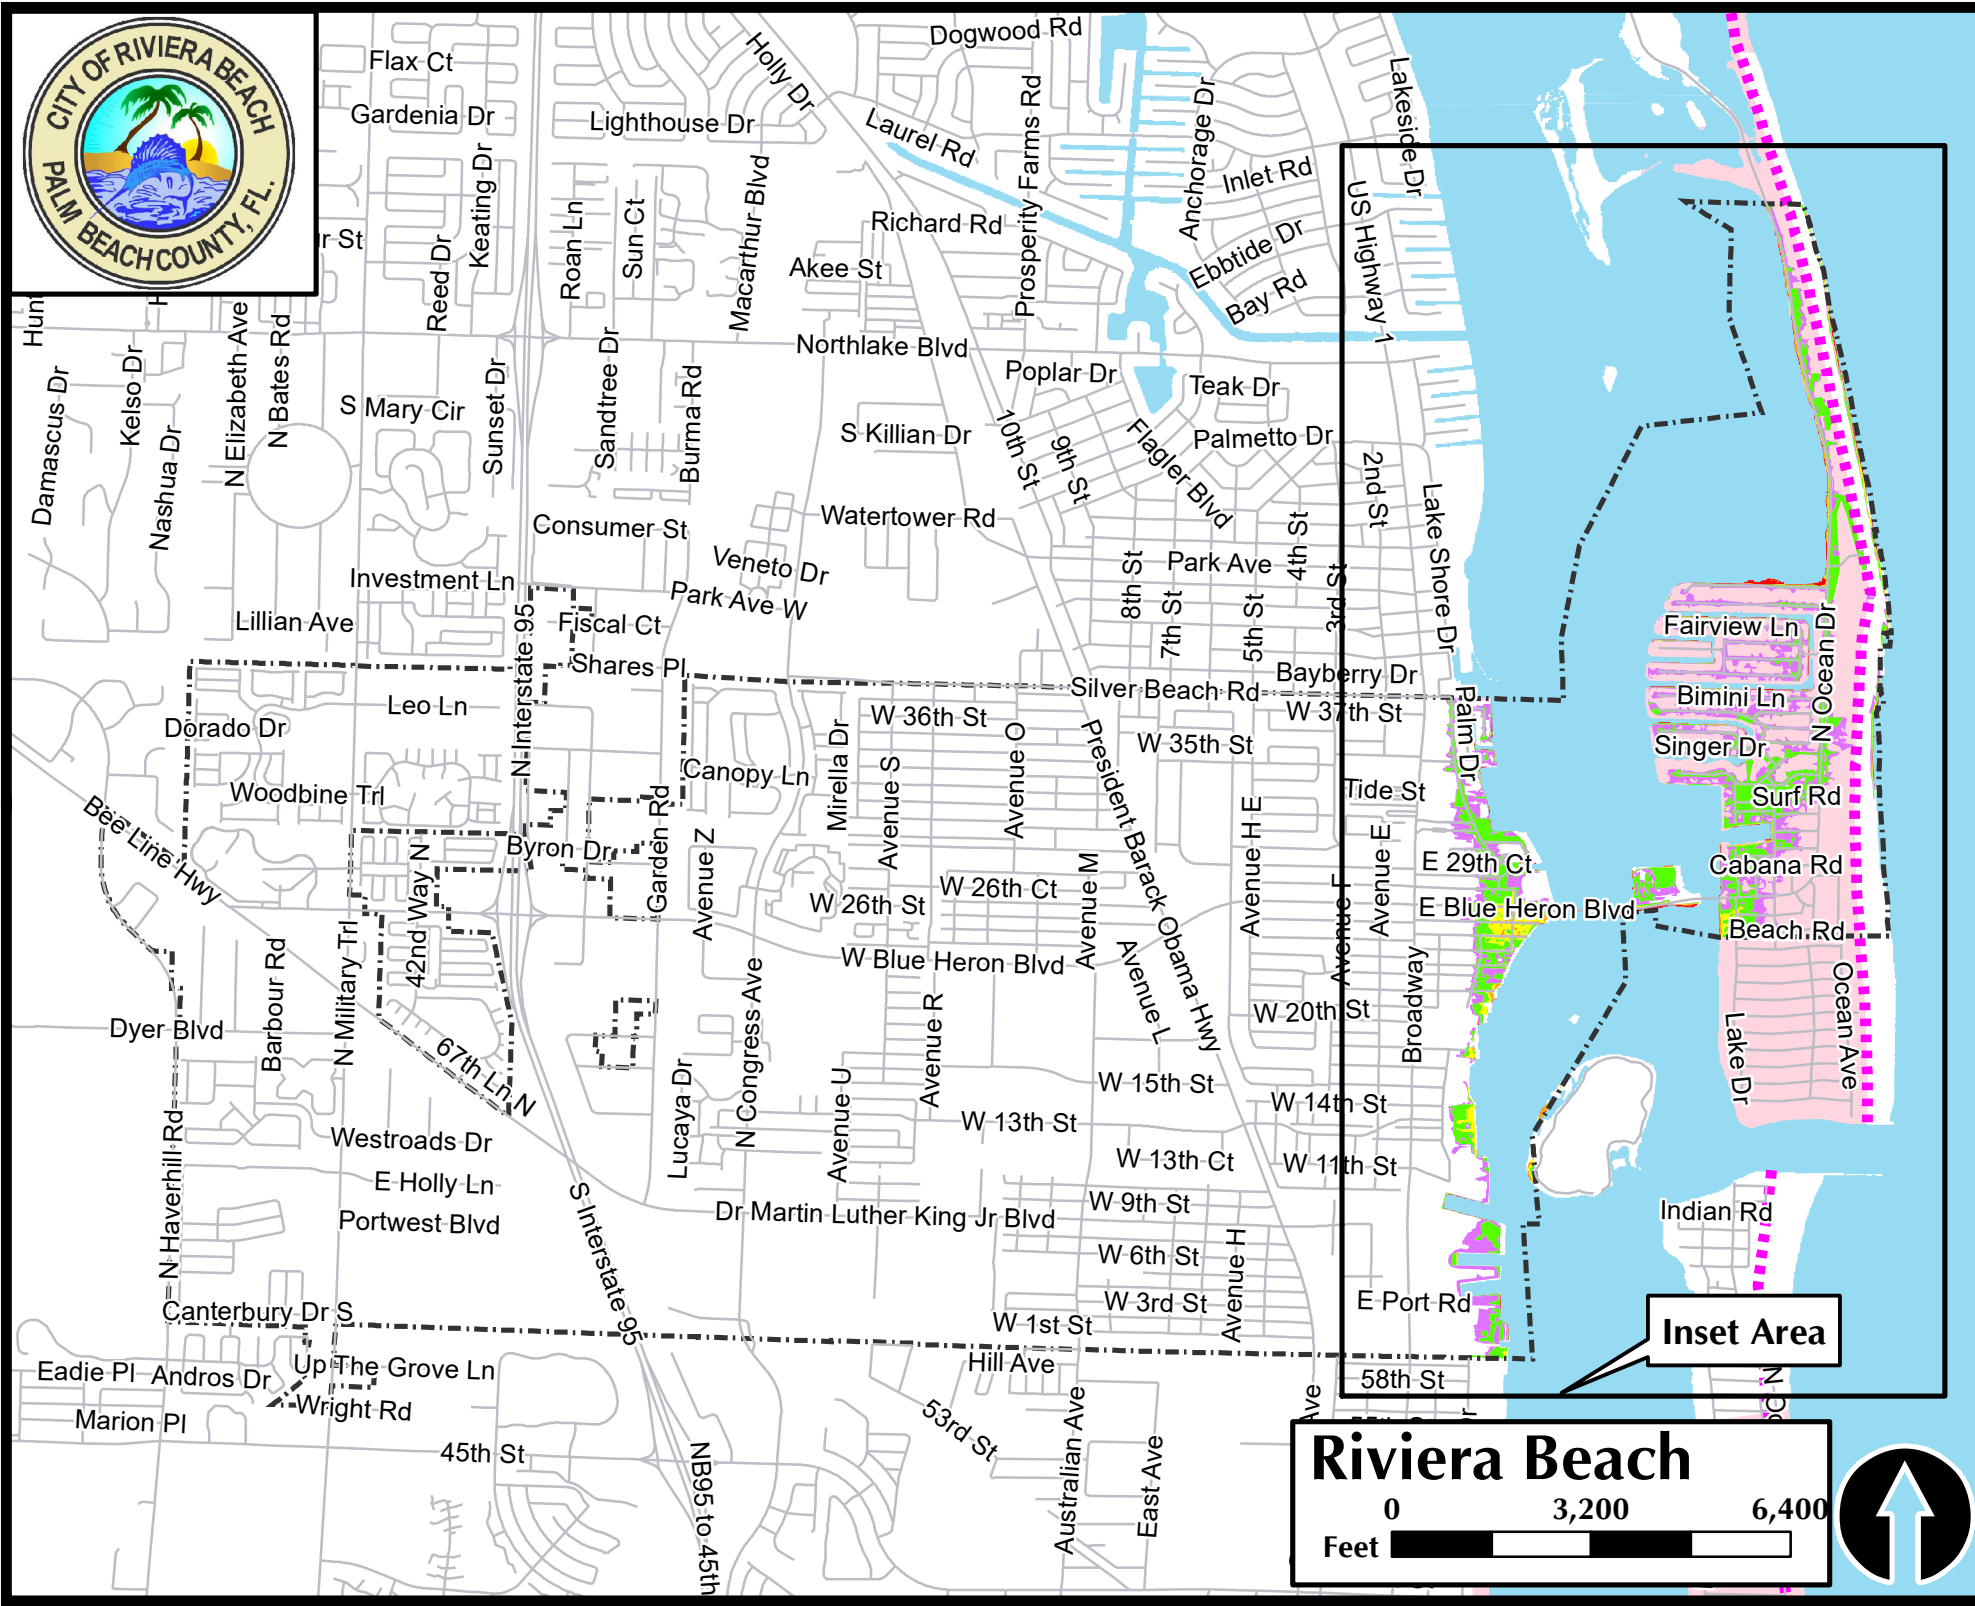 CITY OF RIVIERA BEACH
PALM BEACH COUNTY, FL.
Flax Ct
Gardenia Dr
Keating Dr
Reed Dr
Holly Dr
Lighthouse Dr
Macarthur Blvd
Roan Ln
Sun Ct
Dogwood Rd
Laurel Rd
Prosperity Farms Rd
Anchorage Dr
Lakeside Dr
Inlet Rd
US Highway 1
Richard Rd
Akee St
Ebbtide Dr
Bay Rd
Northlake Blvd
Damascus Dr
Kelso Dr
Nashua Dr
N Elizabeth Ave
N Bates Rd
S Mary Cir
Sunset Dr
Sandtree Dr
Burma Rd
Poplar Dr
Teak Dr
S Killian Dr
10th St
9th St
Flagler Blvd
Palmetto Dr
2nd St
Lake Shore Dr
Consumer St
Watertower Rd
Veneto Dr
Park Ave
4th St
8th St
7th St
5th St
3rd St
Investment Ln
Park Ave W
Lillian Ave
N Interstate 95
Fiscal Ct
Shares Pl
Fairview Ln
N Ocean Dr
Bayberry Dr
Silver Beach Rd
Bimini Ln
Leo Ln
Dorado Dr
W 36th St
W 37th St
Palm Dr
W 35th St
Singer Dr
Mirella Dr
Avenue S
Avenue O
President Barack Obama Hwy
Canopy Ln
Woodbine Trl
Tide St
Surf Rd
Bee Line Hwy
Garden Rd
Avenue Z
Byron Dr
Avenue H E
Avenue E
E 29th Ct
Cabana Rd
42nd Way N
W 26th St
W 26th Ct
Avenue M
Avenue F
E Blue Heron Blvd
Beach Rd
Barbour Rd
N Military Trl
W Blue Heron Blvd
Avenue L
Broadway
Ocean Ave
Dyer Blvd
67th Ln N
N Congress Ave
Avenue R
W 20th St
Lake Dr
Lucaya Dr
Avenue U
W 15th St
W 14th St
W 13th St
Westroads Dr
E Holly Ln
N Haverhill Rd
Portwest Blvd
S Interstate 95
W 13th Ct
W 11th St
W 9th St
Dr Martin Luther King Jr Blvd
Indian Rd
W 6th St
Avenue H
W 3rd St
E Port Rd
Canterbury Dr S
W 1st St
Inset Area
Hill Ave
Up The Grove Ln
Eadie Pl
Andros Dr
58th St
Wright Rd
Marion Pl
53rd St
45th St
NB95 to 45th
Australian Ave
East Ave
Riviera Beach
0 3,200 6,400
Feet